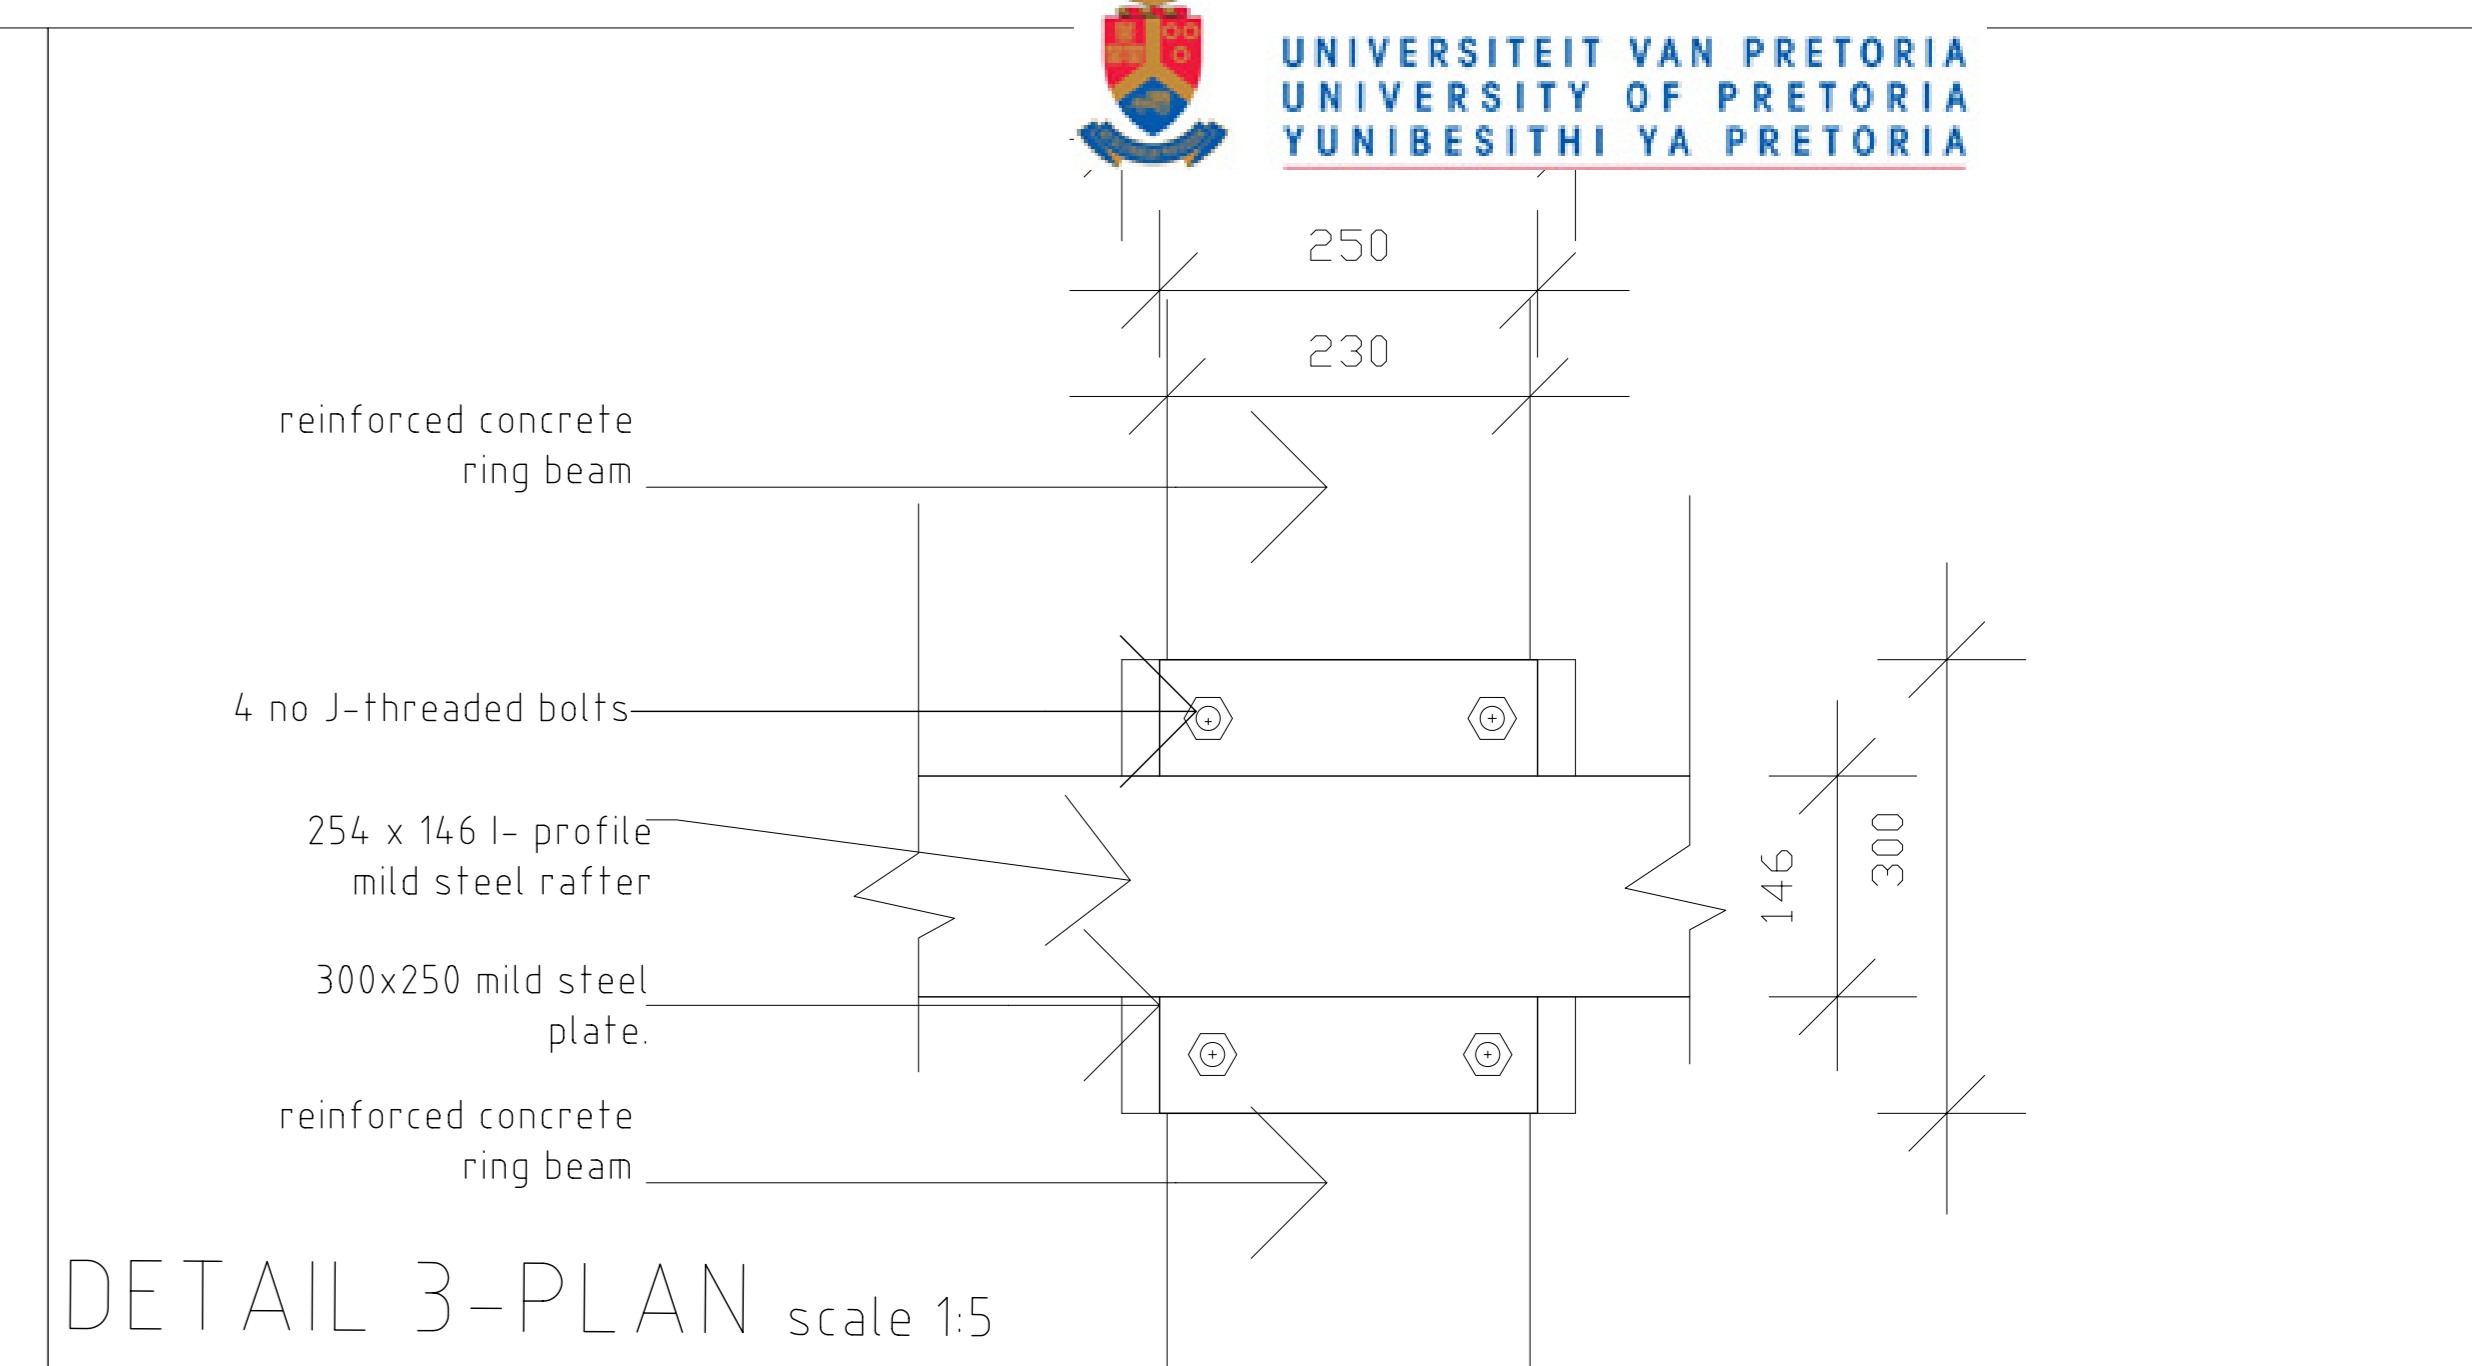 UNIVERSITEIT VAN PRETORIA
UNIVERSITY OF PRETORIA
YUNIBESITHI YA PRETORIA
250
230
reinforced concrete
ring beam
4 no J-threaded bolts
254 x 146 I- profile
mild steel rafter
146
300
300x250 mild steel
plate.
reinforced concrete
ring beam
DETAIL 3-PLAN scale 1:5